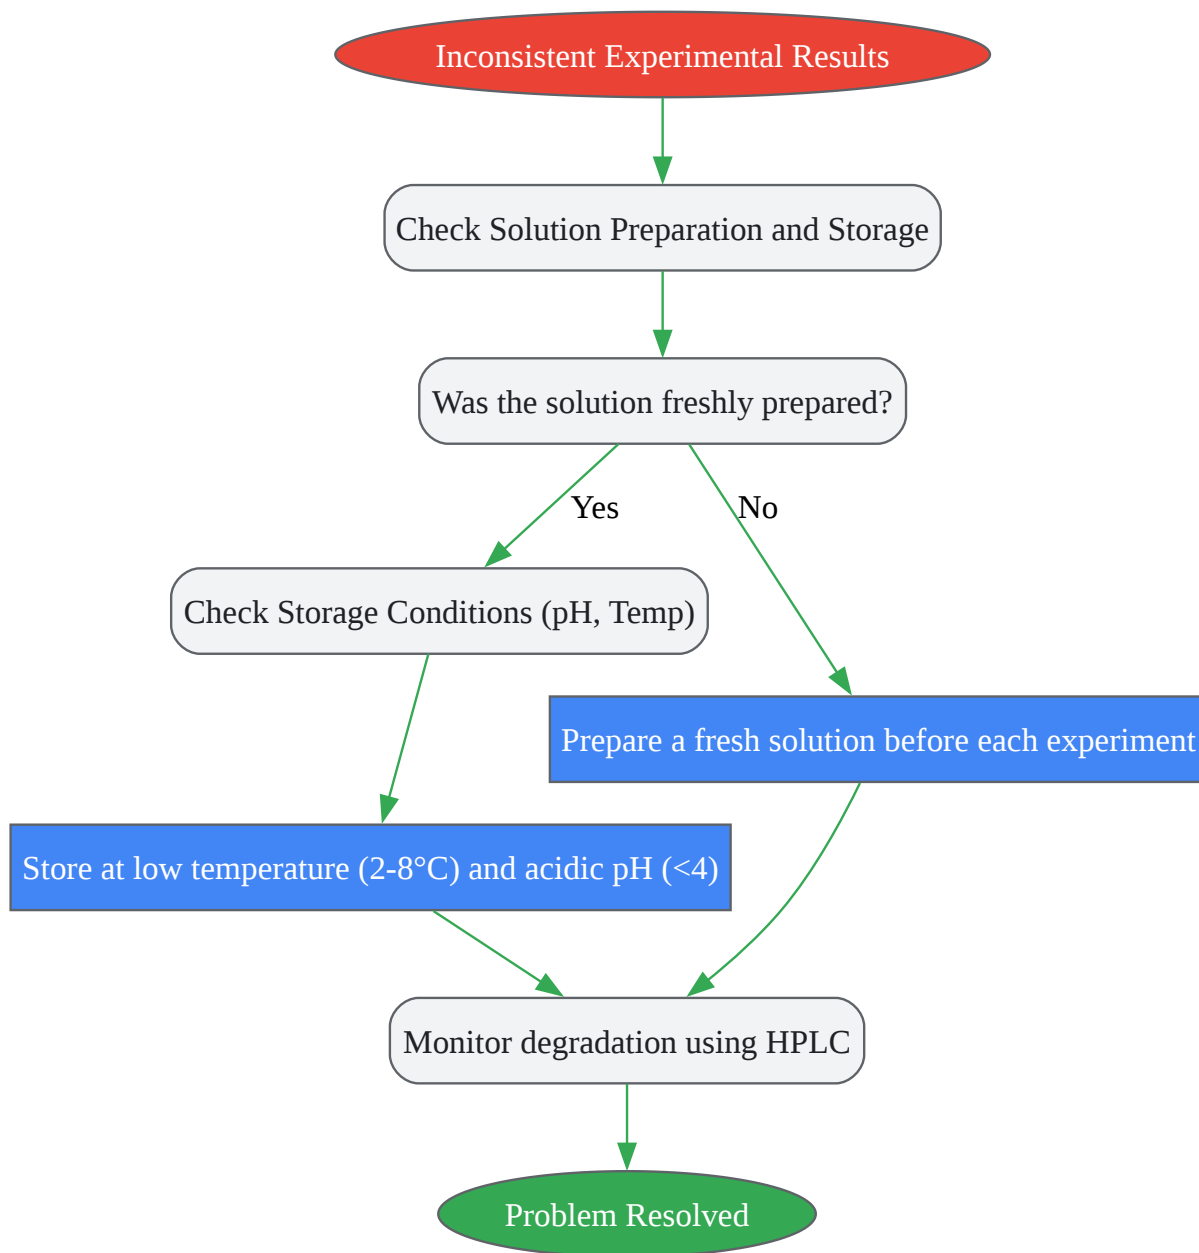 Inconsistent Experimental Results
Check Solution Preparation and Storage
Was the solution freshly prepared?
Yes
No
Check Storage Conditions (pH, Temp)
Prepare a fresh solution before each experiment
Store at low temperature (2-8°C) and acidic pH (<4)
Monitor degradation using HPLC
Problem Resolved